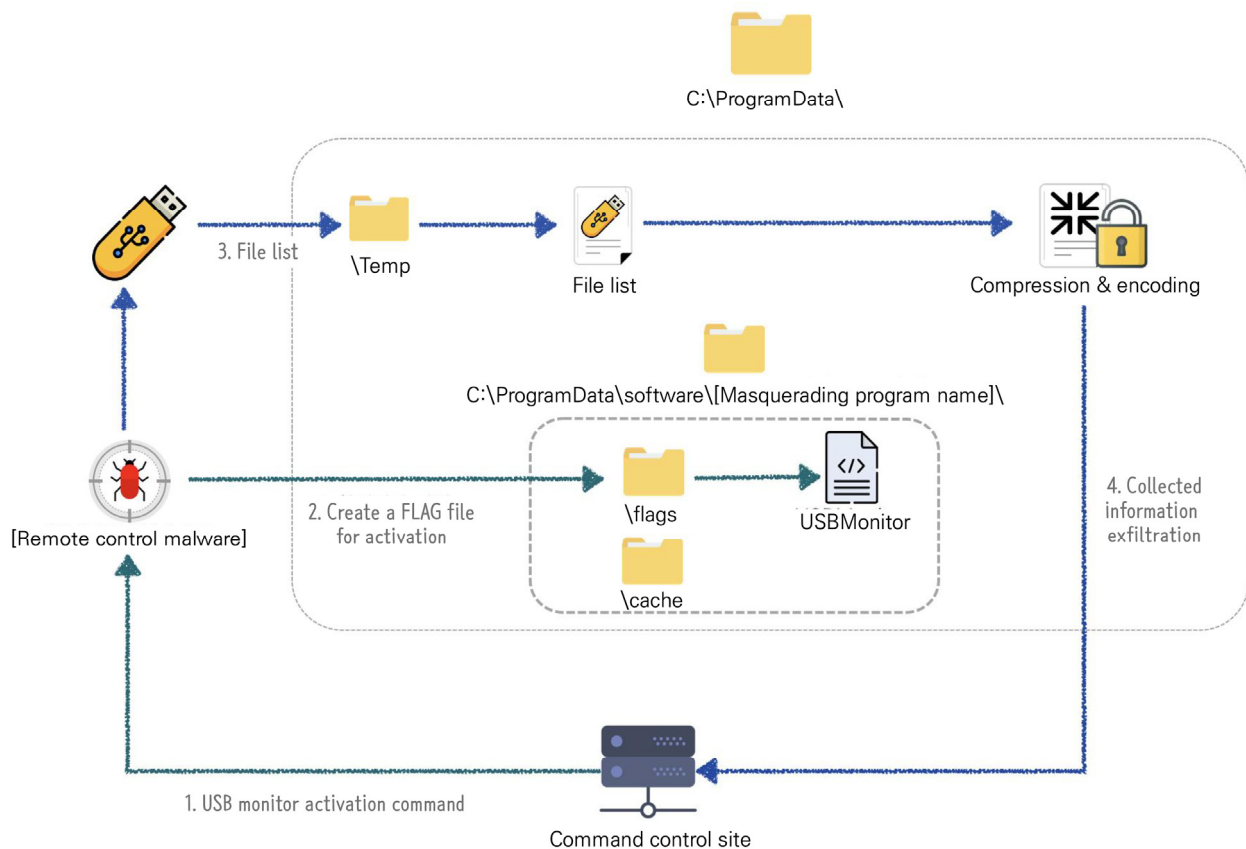 C:\ProgramData\
3. File list
\Temp
File list
Compression & encoding
C:\ProgramData\software\[Masquerading program name]\
[Remote control malware]
2. Create a FLAG file
for activation
\flags
</>
USBMonitor
\cache
4. Collected
information
exfiltration
1. USB monitor activation command
Command control site